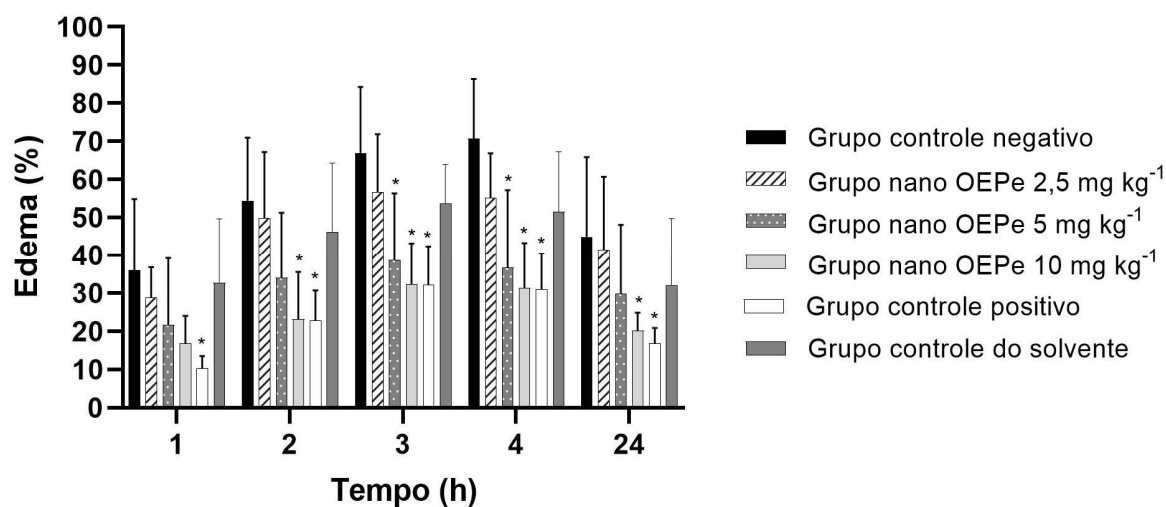 Edema (%)
100
90
80
70
60
50
40
30
20
10
0
*
* *
* * *
* * *
* *
1 2 3 4 24
Tempo (h)
Grupo controle negativo
Grupo nano OEPe 2,5 mg kg⁻¹
Grupo nano OEPe 5 mg kg⁻¹
Grupo nano OEPe 10 mg kg⁻¹
Grupo controle positivo
Grupo controle do solvente